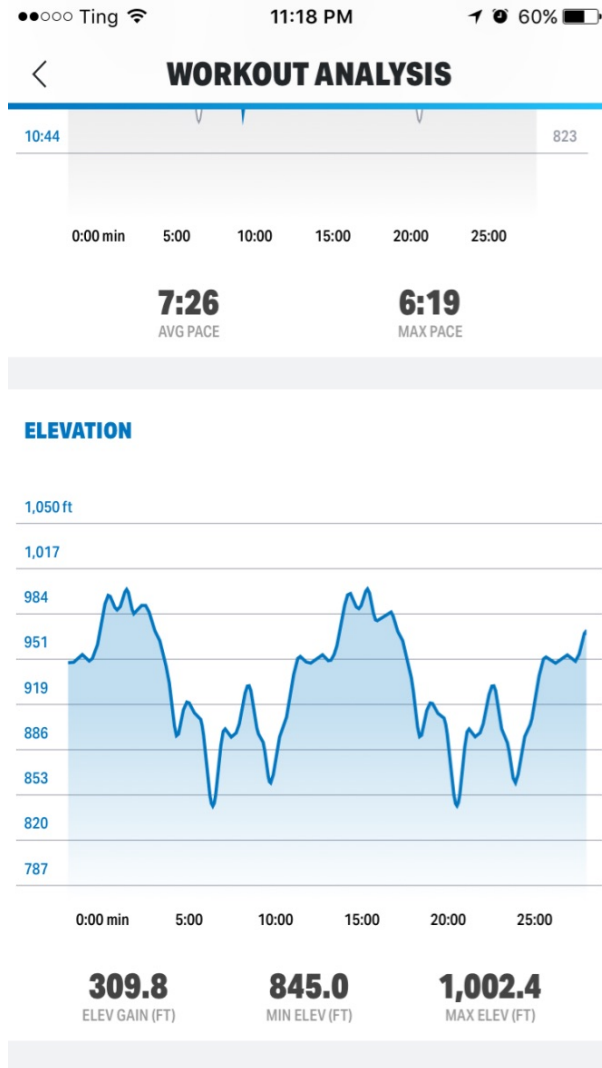 Ting 11:18 PM 60%
WORKOUT ANALYSIS
10:44 823
0:00 min 5:00 10:00 15:00 20:00 25:00
7:26 6:19
AVG PACE MAX PACE
ELEVATION
1,050 ft
1,017
984
951
919
886
853
820
787
0:00 min 5:00 10:00 15:00 20:00 25:00
309.8 845.0 1,002.4
ELEV GAIN (FT) MIN ELEV (FT) MAX ELEV (FT)